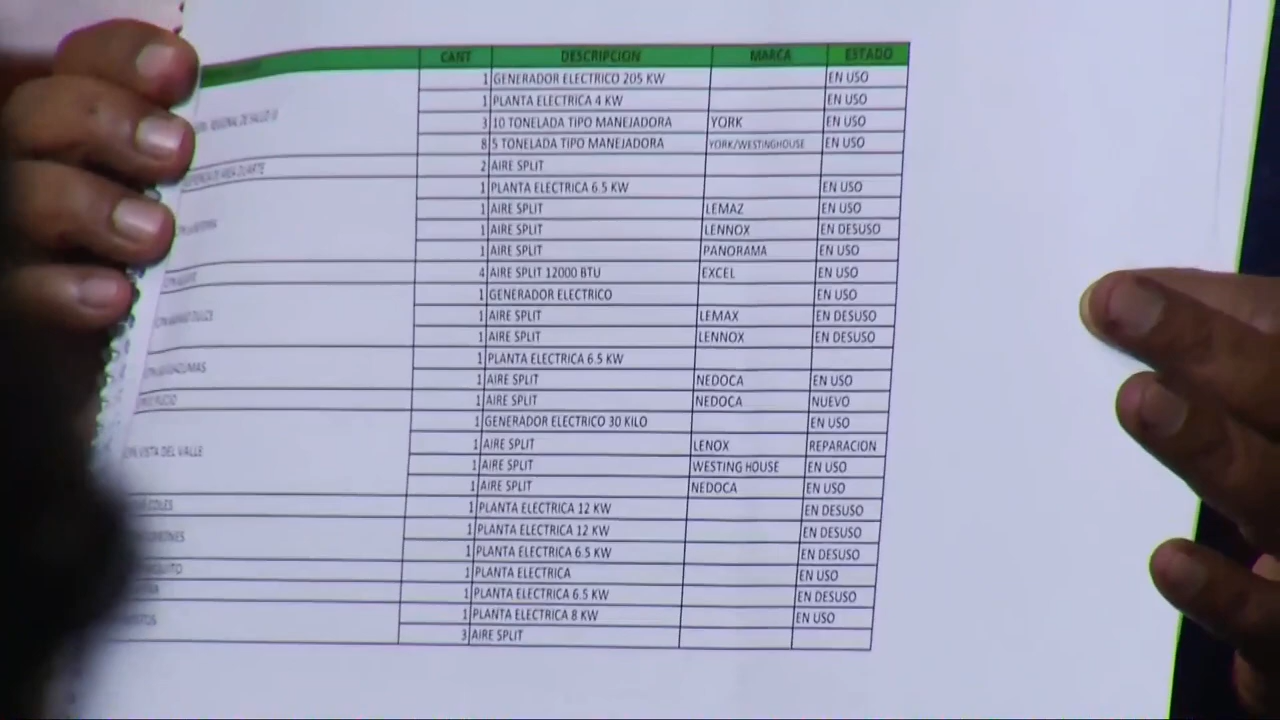 CANT DESCRIPCION MARCA ESTADO
1 GENERADOR ELECTRICO 205 KW EN USO
1 PLANTA ELECTRICA 4 KW EN USO
3 10 TONELADA TIPO MANEJADORA YORK EN USO
8 5 TONELADA TIPO MANEJADORA YORK/WESTINGHOUSE EN USO
2 AIRE SPLIT
1 PLANTA ELECTRICA 6.5 KW EN USO
1 AIRE SPLIT LEMAZ EN USO
1 AIRE SPLIT LENNOX EN DESUSO
1 AIRE SPLIT PANORAMA EN USO
4 AIRE SPLIT 12000 BTU EXCEL EN USO
1 GENERADOR ELECTRICO EN USO
1 AIRE SPLIT LEMAX EN DESUSO
1 AIRE SPLIT LENNOX EN DESUSO
1 PLANTA ELECTRICA 6.5 KW
1 AIRE SPLIT NEDOCA EN USO
1 AIRE SPLIT NEDOCA NUEVO
1 GENERADOR ELECTRICO 30 KILO EN USO
VISTA DEL VALLE 1 AIRE SPLIT LENOX REPARACION
1 AIRE SPLIT WESTING HOUSE EN USO
1 AIRE SPLIT NEDOCA EN USO
1 PLANTA ELECTRICA 12 KW EN DESUSO
1 PLANTA ELECTRICA 12 KW EN DESUSO
1 PLANTA ELECTRICA 6.5 KW EN DESUSO
1 PLANTA ELECTRICA EN USO
1 PLANTA ELECTRICA 6.5 KW EN DESUSO
1 PLANTA ELECTRICA 8 KW EN USO
3 AIRE SPLIT